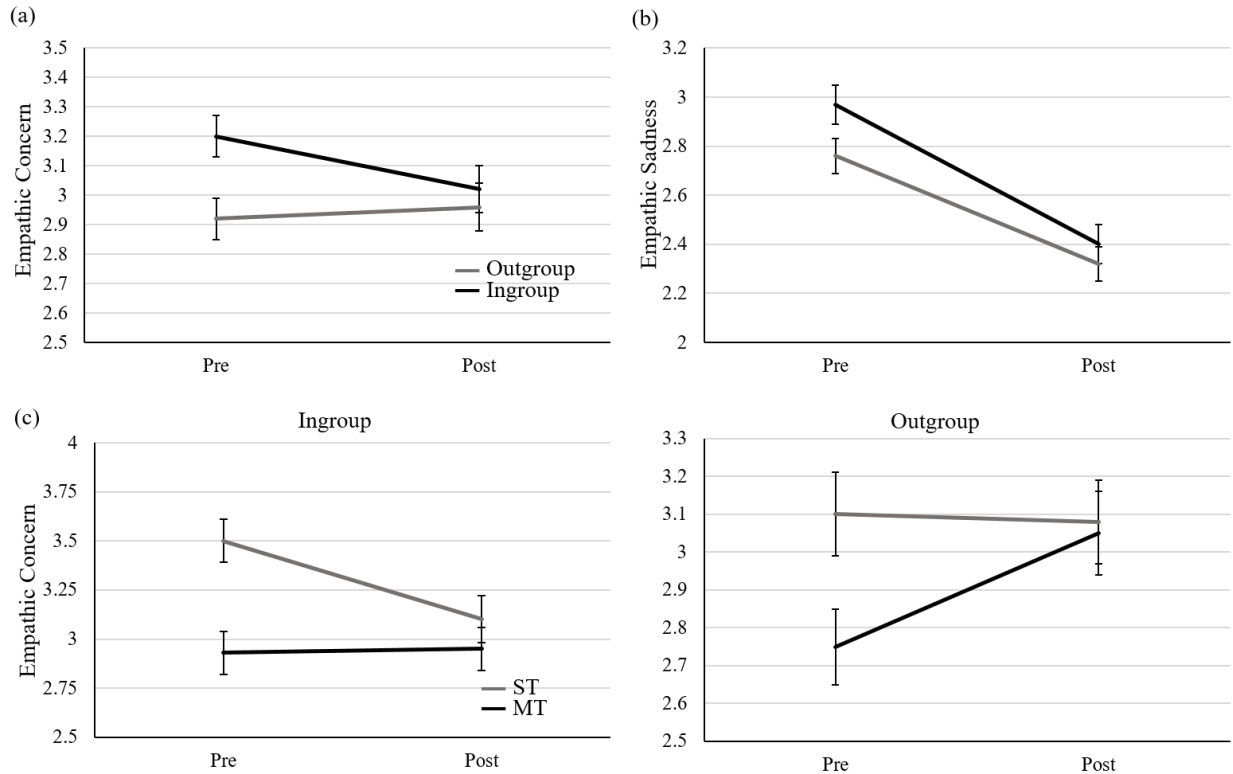 (a)
3.5
3.4
3.3
3.2
3.1
3
2.9
2.8
2.7
2.6
2.5
Empathic Concern
Pre
Post
Outgroup
Ingroup
(b)
3.2
3
2.8
2.6
2.4
2.2
2
Empathic Sadness
Pre
Post
(c)
Ingroup
4
3.75
3.5
3.25
3
2.75
2.5
Empathic Concern
Pre
Post
ST
MT
Outgroup
3.3
3.2
3.1
3
2.9
2.8
2.7
2.6
2.5
Pre
Post